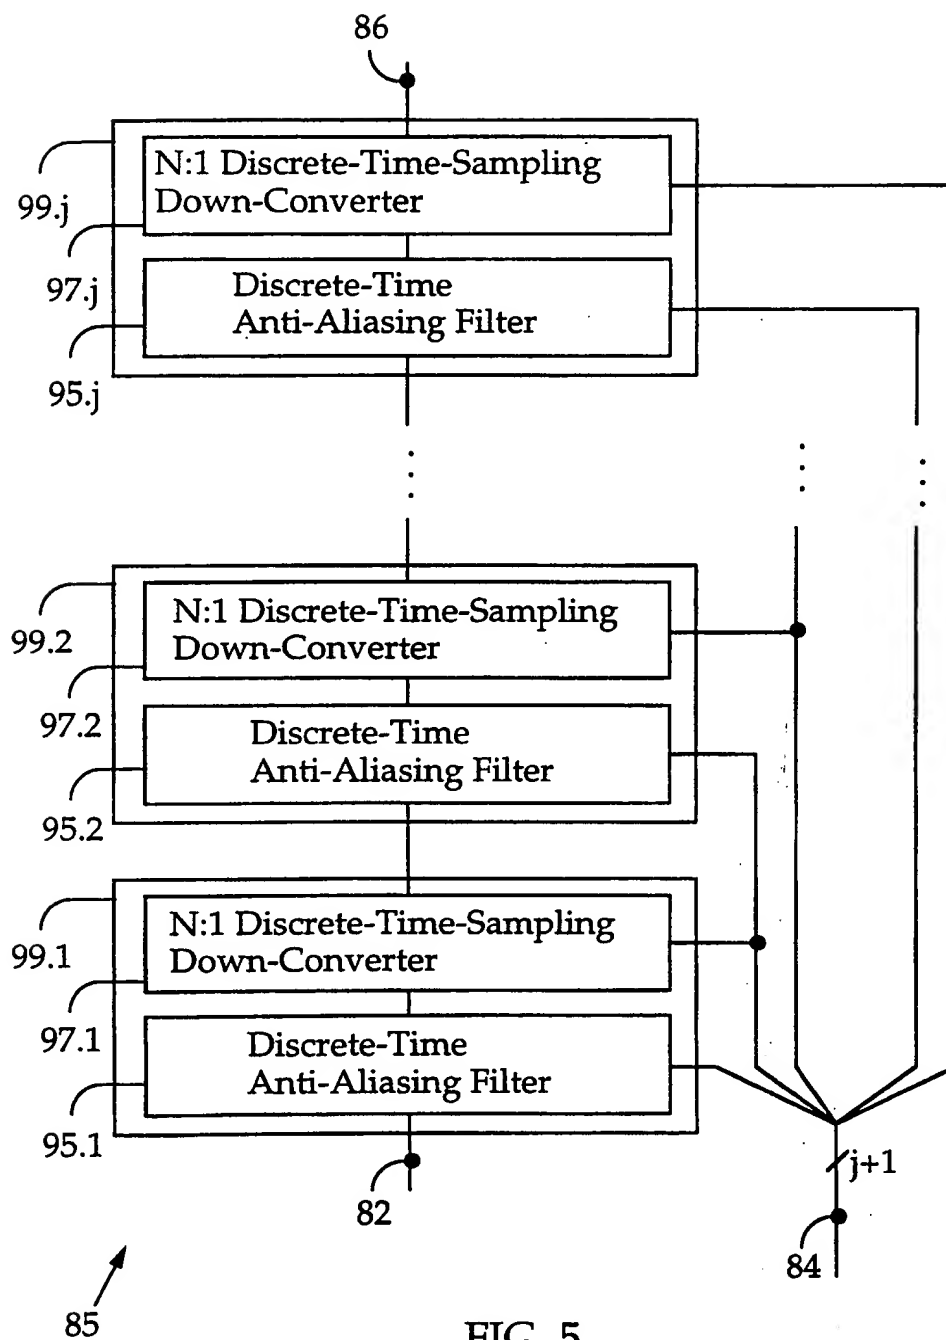 86
N:1 Discrete-Time-Sampling
Down-Converter
99.j
97.j
Discrete-Time
Anti-Aliasing Filter
95.j
N:1 Discrete-Time-Sampling
Down-Converter
99.2
97.2
Discrete-Time
Anti-Aliasing Filter
95.2
N:1 Discrete-Time-Sampling
Down-Converter
99.1
97.1
Discrete-Time
Anti-Aliasing Filter
95.1
j+1
82
84
85
FIG. 5